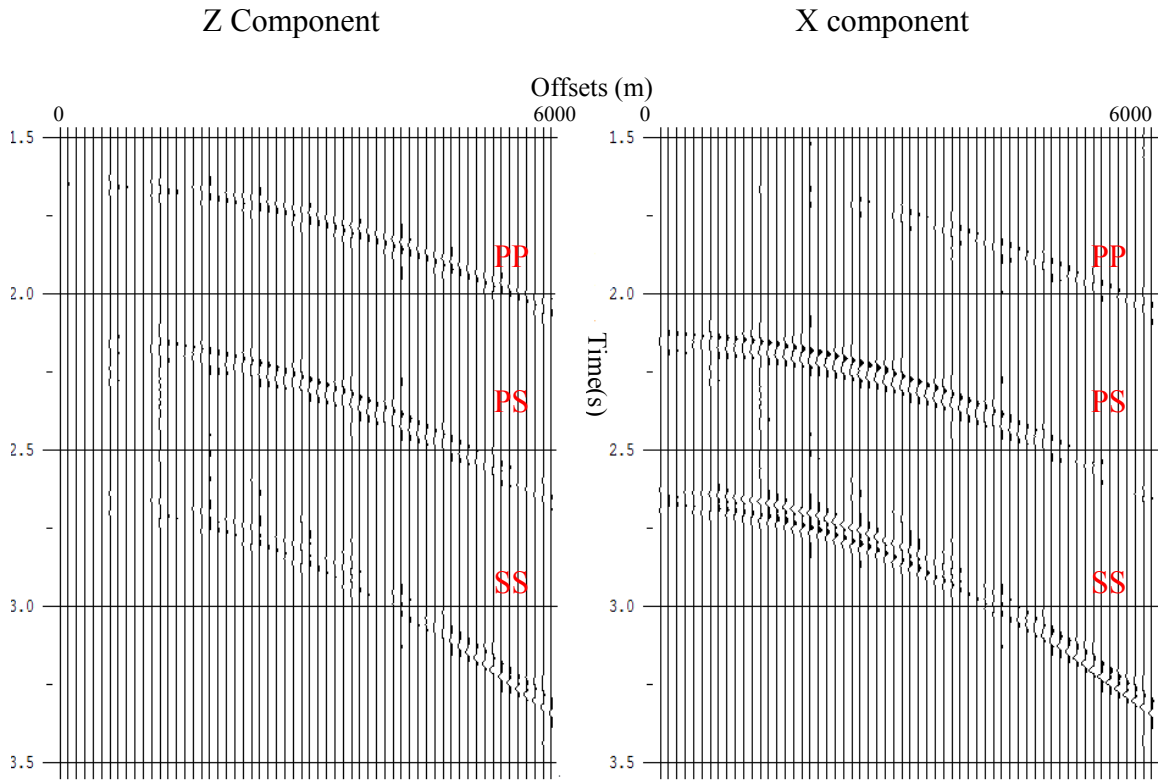 Z Component
X component
Offsets (m)
0
6000
0
6000
1.5
2.0
2.5
3.0
3.5
PP
PS
SS
Time(s)
1.5
2.0
2.5
3.0
3.5
PP
PS
SS